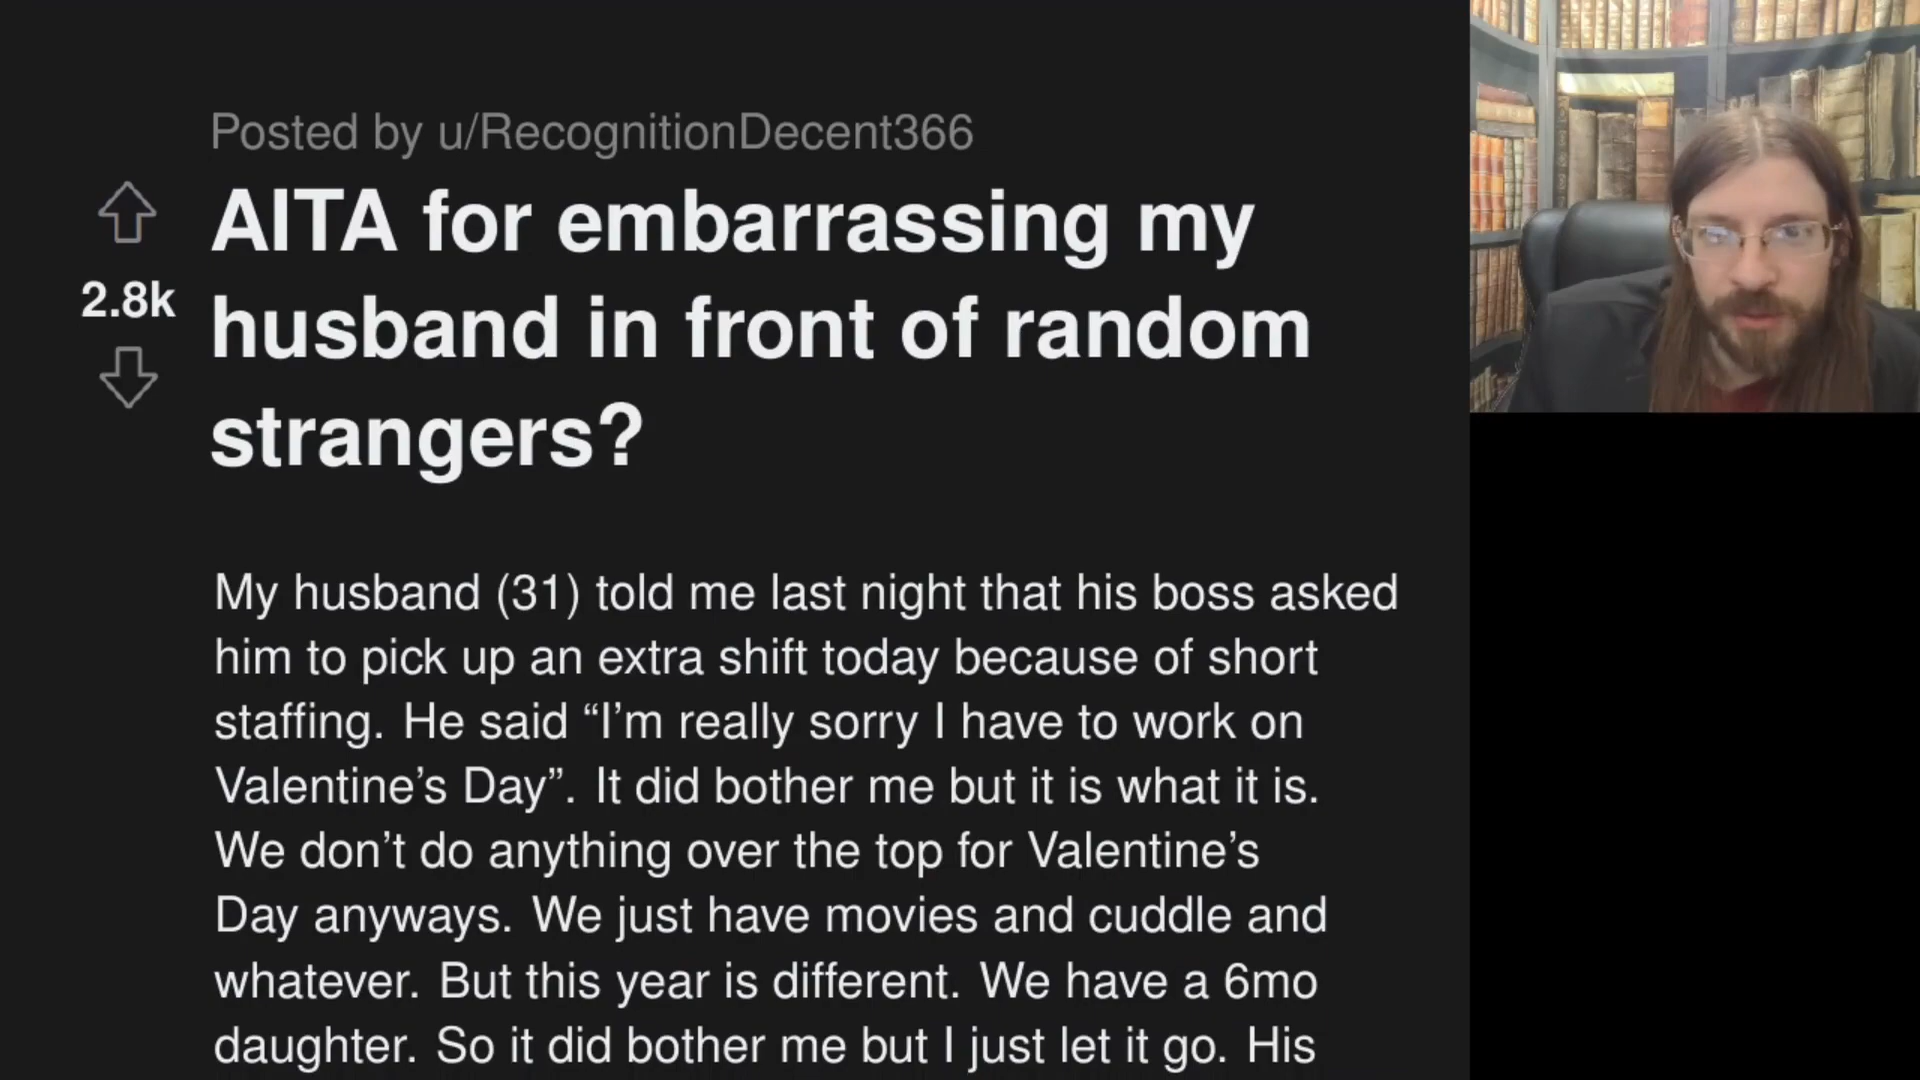 Posted by u/RecognitionDecent366
AITA for embarrassing my
2.8k
husband in front of random
strangers?
My husband (31) told me last night that his boss asked
him to pick up an extra shift today because of short
staffing. He said “I’m really sorry I have to work on
Valentine’s Day”. It did bother me but it is what it is.
We don’t do anything over the top for Valentine’s
Day anyways. We just have movies and cuddle and
whatever. But this year is different. We have a 6mo
daughter. So it did bother me but I just let it go. His